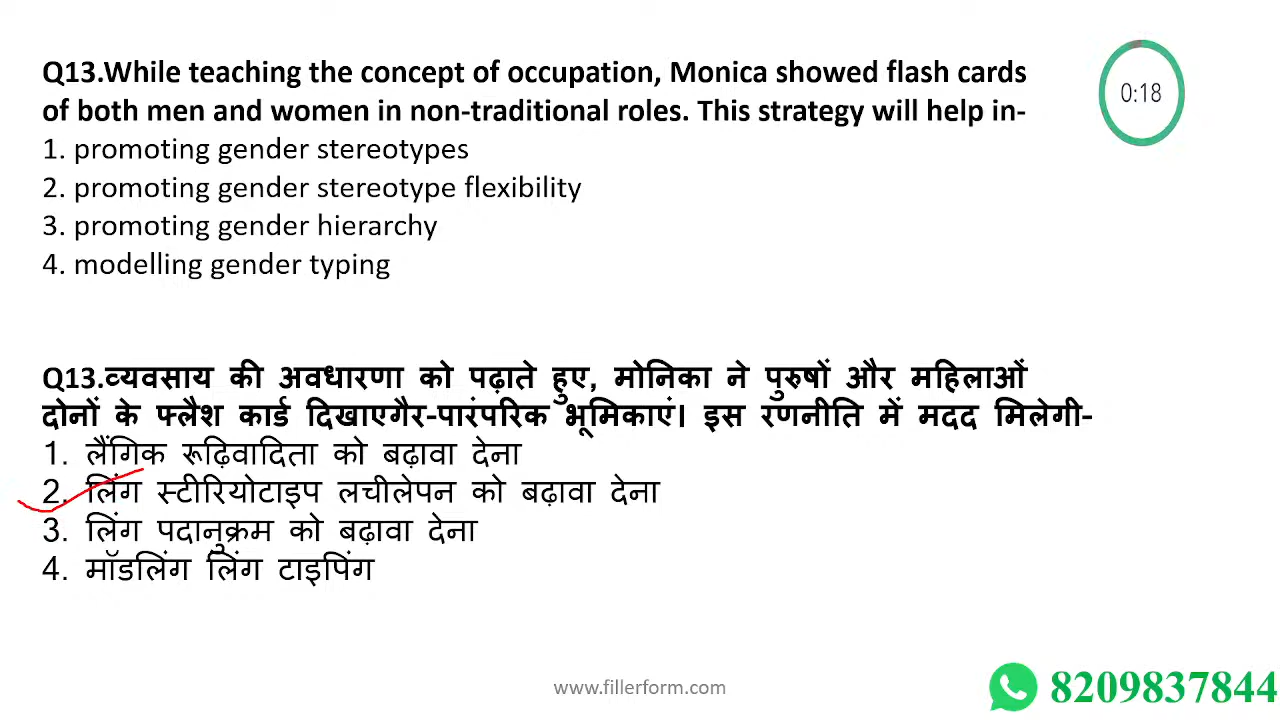 Q13.While teaching the concept of occupation, Monica showed flash cards
of both men and women in non-traditional roles. This strategy will help in-
1. promoting gender stereotypes
2. promoting gender stereotype flexibility
3. promoting gender hierarchy
4. modelling gender typing
0:18
Q13.व्यवसाय की अवधारणा को पढ़ाते हुए, मोनिका ने पुरुषों और महिलाओं
दोनों के फ्लैश कार्ड दिखाएगैर-पारंपरिक भूमिकाएं। इस रणनीति में मदद मिलेगी-
1. लैंगिक रूढ़िवादिता को बढ़ावा देना
2. लिंग स्टीरियोटाइप लचीलेपन को बढ़ावा देना
3. लिंग पदानुक्रम को बढ़ावा देना
4. मॉडलिंग लिंग टाइपिंग
www.fillerform.com
8209837844